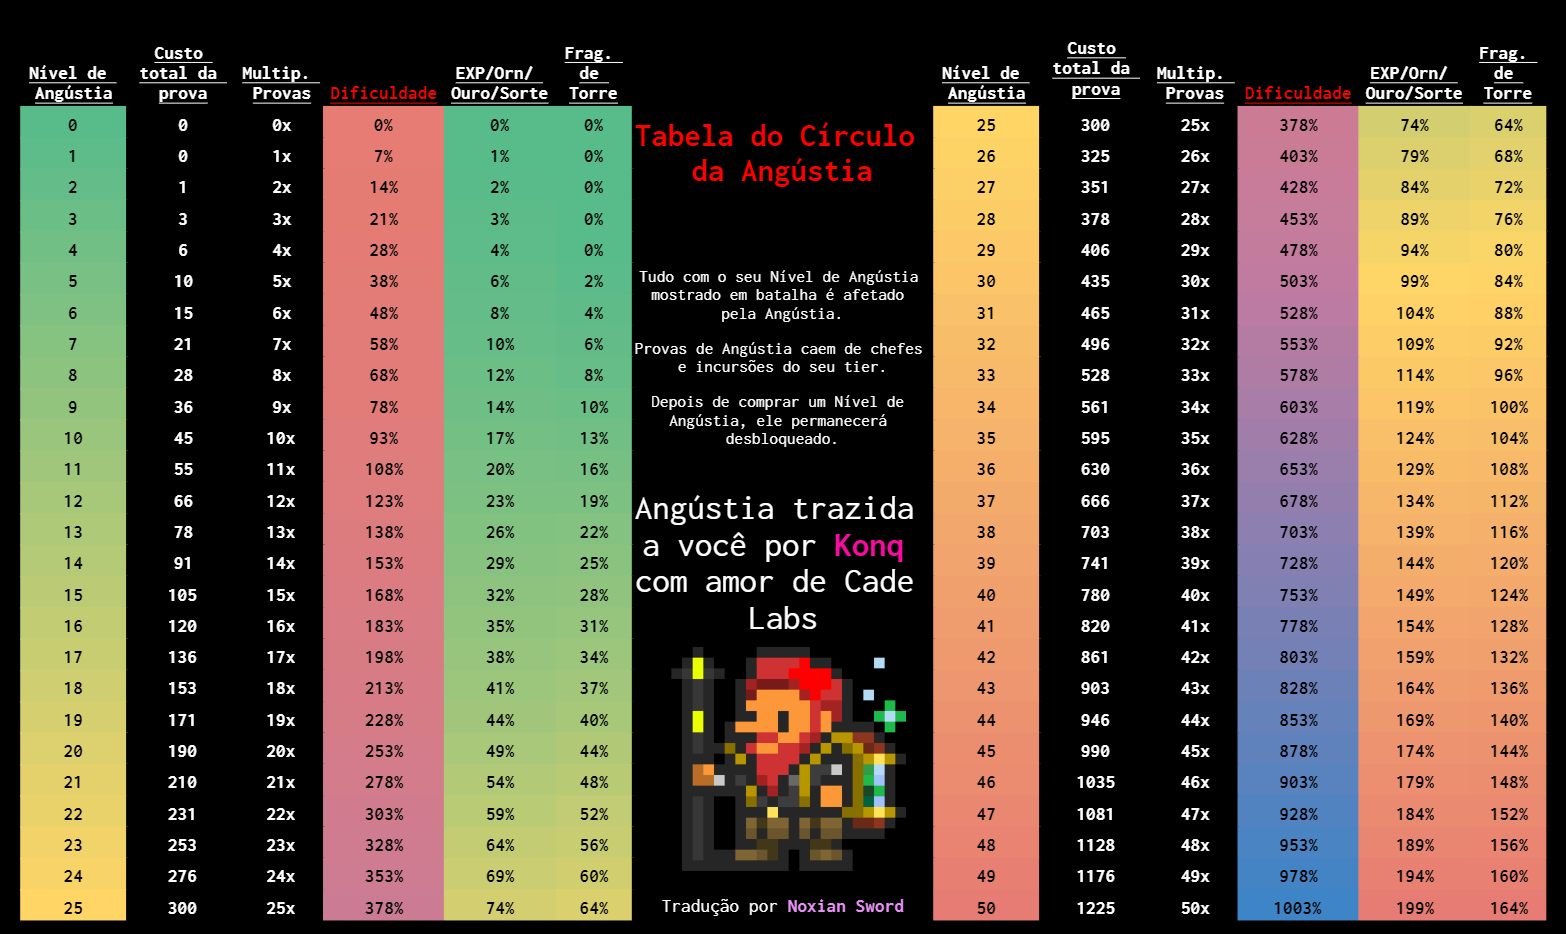 Nível de Angústia Custo total da prova Multip. Provas Dificuldade EXP/Orn/Ouro/Sorte Frag. de Torre
0 0 0x 0% 0% 0%
1 0 1x 7% 1% 0%
2 1 2x 14% 2% 0%
3 3 3x 21% 3% 0%
4 6 4x 28% 4% 0%
5 10 5x 38% 6% 2%
6 15 6x 48% 8% 4%
7 21 7x 58% 10% 6%
8 28 8x 68% 12% 8%
9 36 9x 78% 14% 10%
10 45 10x 93% 17% 13%
11 55 11x 108% 20% 16%
12 66 12x 123% 23% 19%
13 78 13x 138% 26% 22%
14 91 14x 153% 29% 25%
15 105 15x 168% 32% 28%
16 120 16x 183% 35% 31%
17 136 17x 198% 38% 34%
18 153 18x 213% 41% 37%
19 171 19x 228% 44% 40%
20 190 20x 253% 49% 44%
21 210 21x 278% 54% 48%
22 231 22x 303% 59% 52%
23 253 23x 328% 64% 56%
24 276 24x 353% 69% 60%
25 300 25x 378% 74% 64%
Tabela do Círculo
da Angústia
Tudo com o seu Nível de Angústia
mostrado em batalha é afetado
pela Angústia.
Provas de Angústia caem de chefes
e incursões do seu tier.
Depois de comprar um Nível de
Angústia, ele permanecerá
desbloqueado.
Angústia trazida
a você por Konq
com amor de Cade
Labs
Tradução por Noxian Sword
Nível de Angústia Custo total da prova Multip. Provas Dificuldade EXP/Orn/Ouro/Sorte Frag. de Torre
25 300 25x 378% 74% 64%
26 325 26x 403% 79% 68%
27 351 27x 428% 84% 72%
28 378 28x 453% 89% 76%
29 406 29x 478% 94% 80%
30 435 30x 503% 99% 84%
31 465 31x 528% 104% 88%
32 496 32x 553% 109% 92%
33 528 33x 578% 114% 96%
34 561 34x 603% 119% 100%
35 595 35x 628% 124% 104%
36 630 36x 653% 129% 108%
37 666 37x 678% 134% 112%
38 703 38x 703% 139% 116%
39 741 39x 728% 144% 120%
40 780 40x 753% 149% 124%
41 820 41x 778% 154% 128%
42 861 42x 803% 159% 132%
43 903 43x 828% 164% 136%
44 946 44x 853% 169% 140%
45 990 45x 878% 174% 144%
46 1035 46x 903% 179% 148%
47 1081 47x 928% 184% 152%
48 1128 48x 953% 189% 156%
49 1176 49x 978% 194% 160%
50 1225 50x 1003% 199% 164%